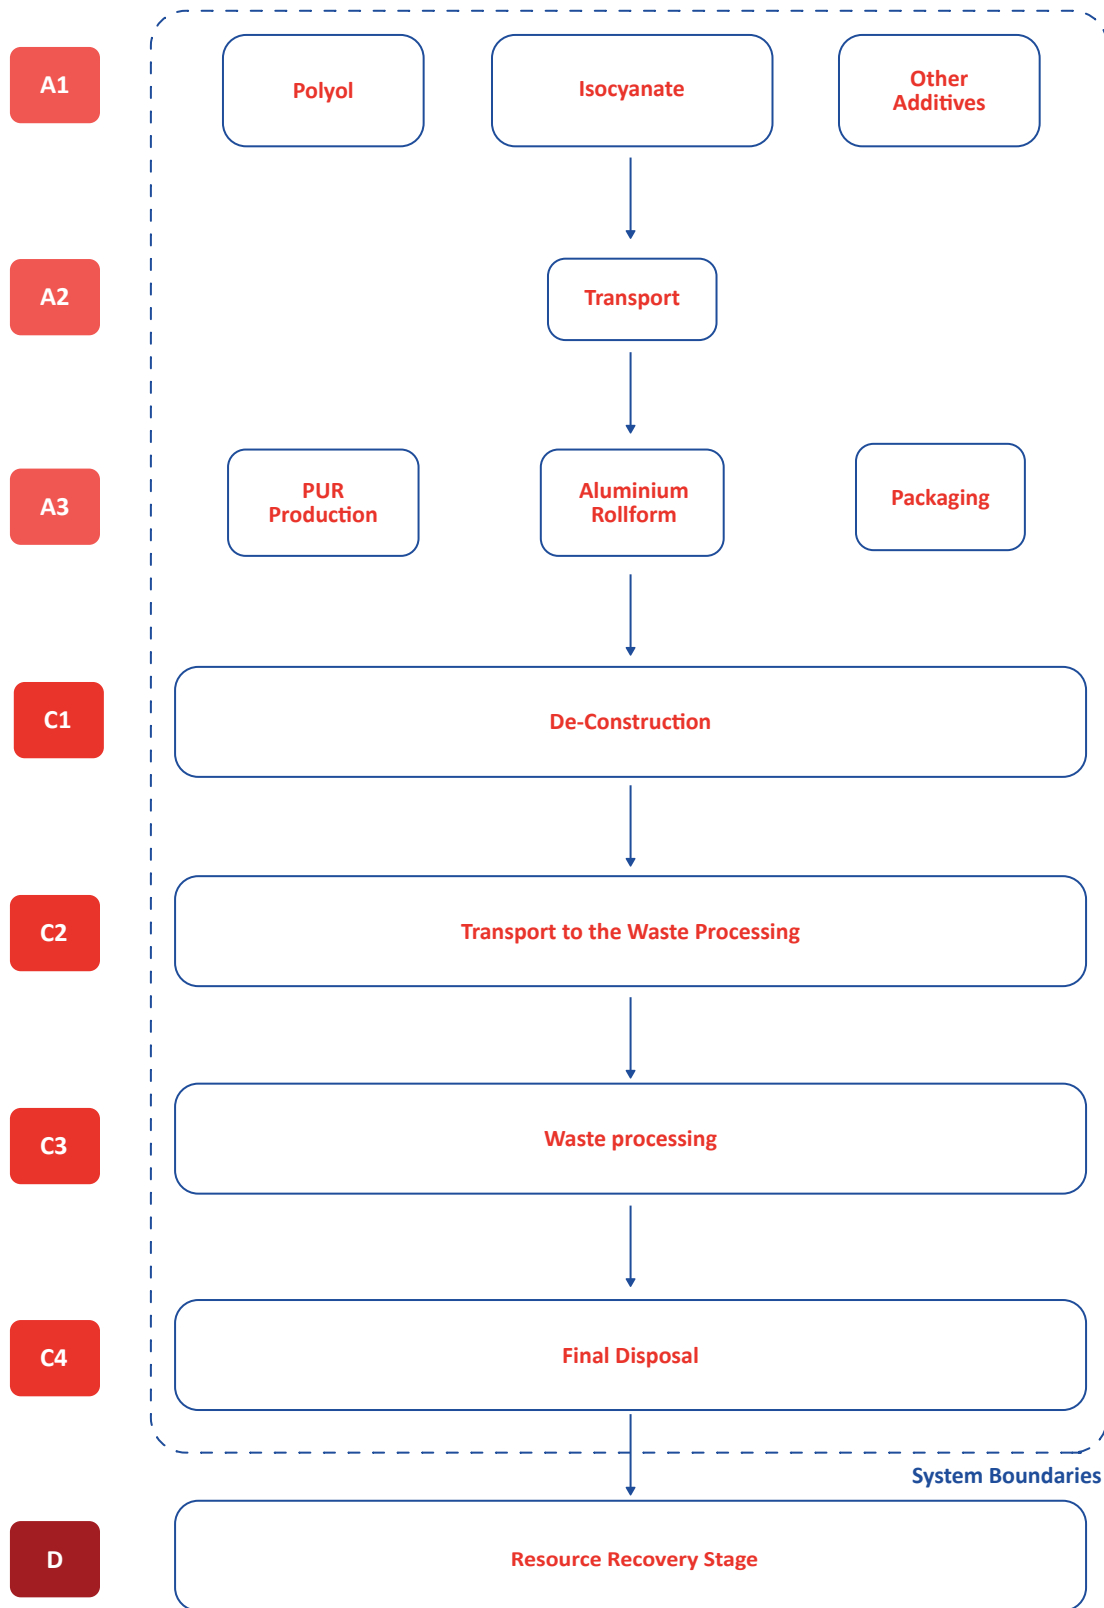 A1
Polyol
Isocyanate
Other
Additives
A2
Transport
A3
PUR
Production
Aluminium
Rollform
Packaging
C1
De-Construction
C2
Transport to the Waste Processing
C3
Waste processing
C4
Final Disposal
System Boundaries
D
Resource Recovery Stage